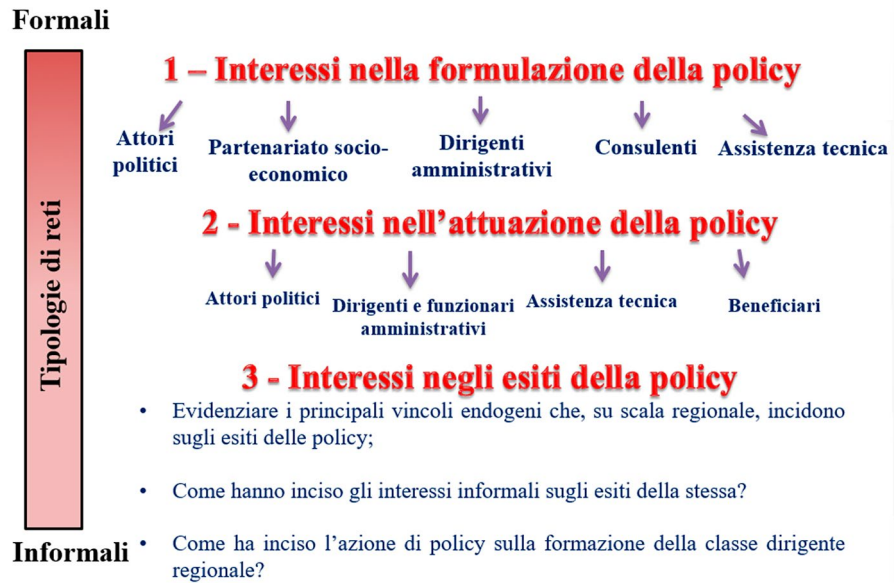 Formali
1 – Interessi nella formulazione della policy
Attori
politici
Partenariato socio-
economico
Dirigenti
amministrativi
Consulenti
Assistenza tecnica
2 - Interessi nell’attuazione della policy
Attori politici
Dirigenti e funzionari
amministrativi
Assistenza tecnica
Beneficiari
Tipologie di reti
3 - Interessi negli esiti della policy
• Evidenziare i principali vincoli endogeni che, su scala regionale, incidono
sugli esiti delle policy;
• Come hanno inciso gli interessi informali sugli esiti della stessa?
• Come ha inciso l’azione di policy sulla formazione della classe dirigente
regionale?
Informali